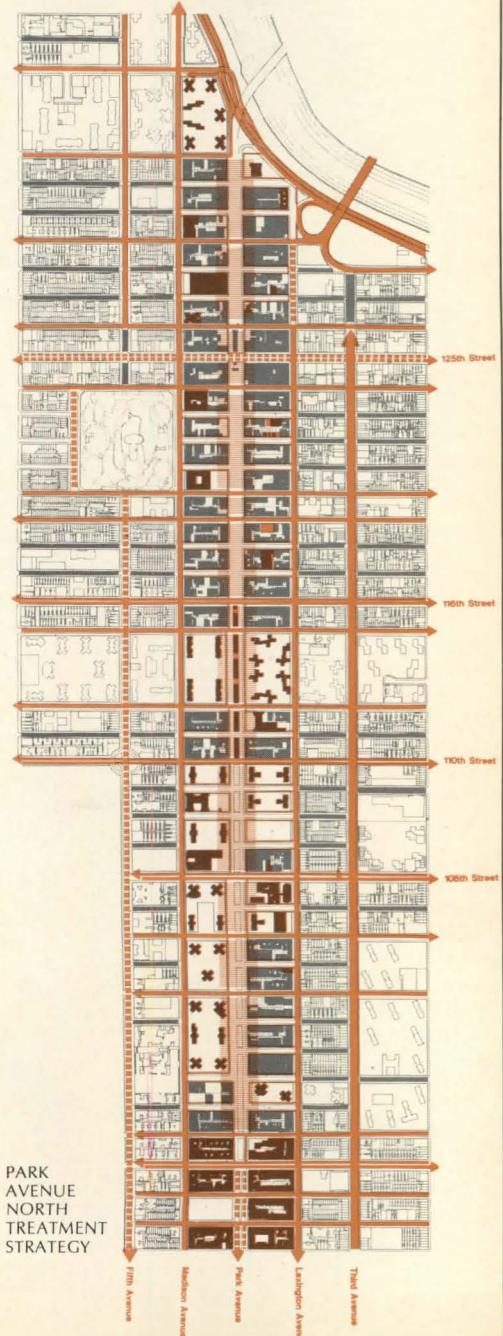 125th Street
116th Street
110th Street
106th Street
PARK
AVENUE
NORTH
TREATMENT
STRATEGY
Fifth Avenue
Madison Avenue
Park Avenue
Lexington Avenue
Third Avenue